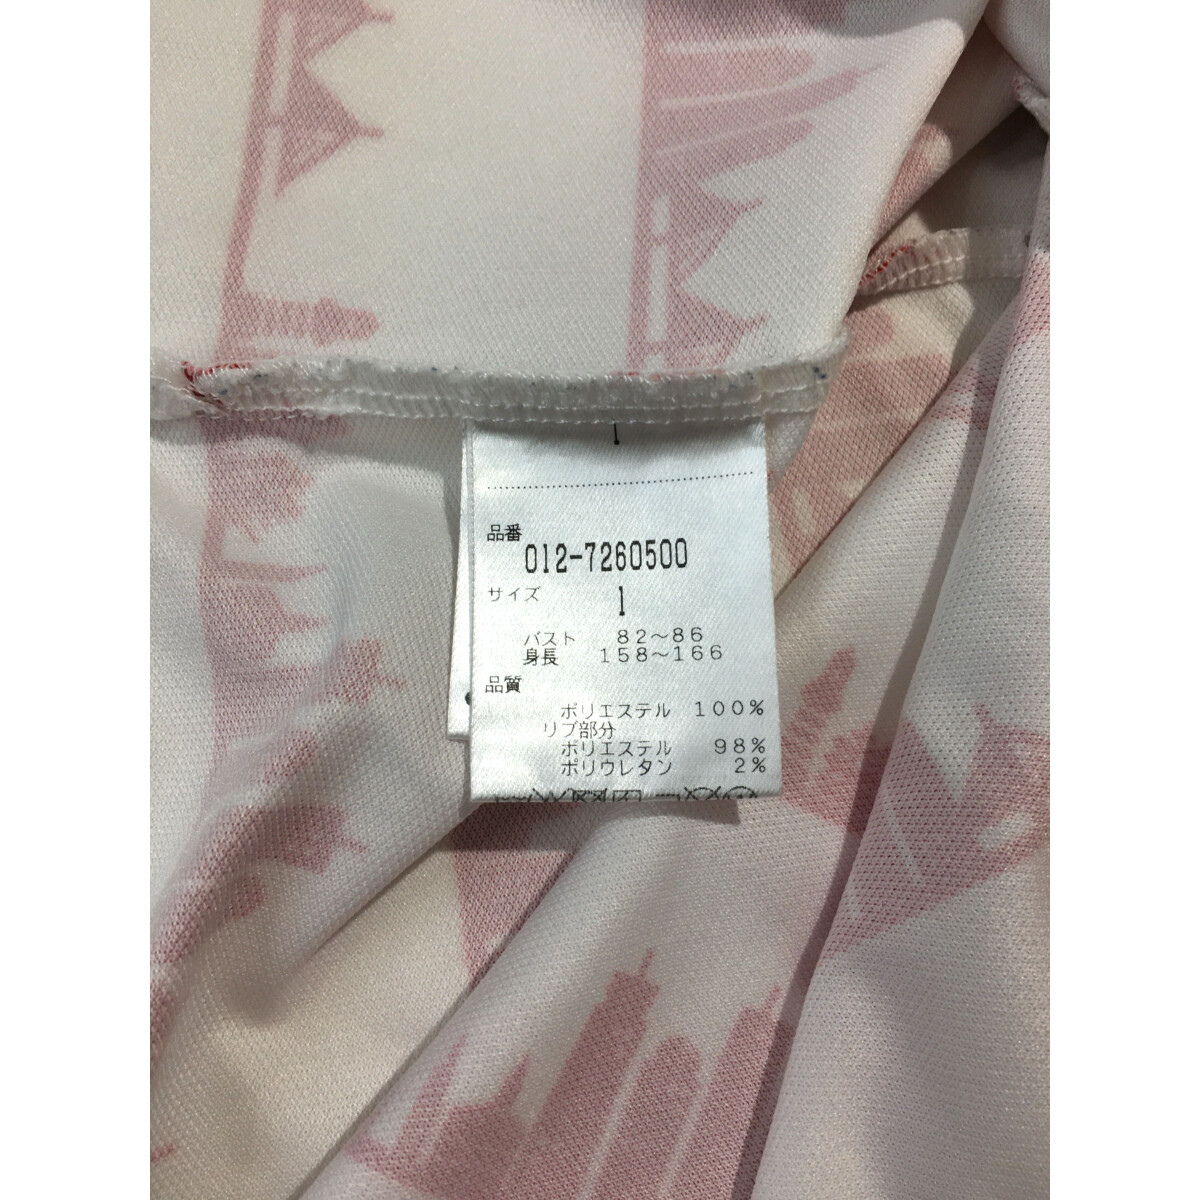 1
品番
012-7260500
サイズ 1
バスト 82～86
身長 158～166
品質
ポリエステル 100%
リブ部分
ポリエステル 98%
ポリウレタン 2%